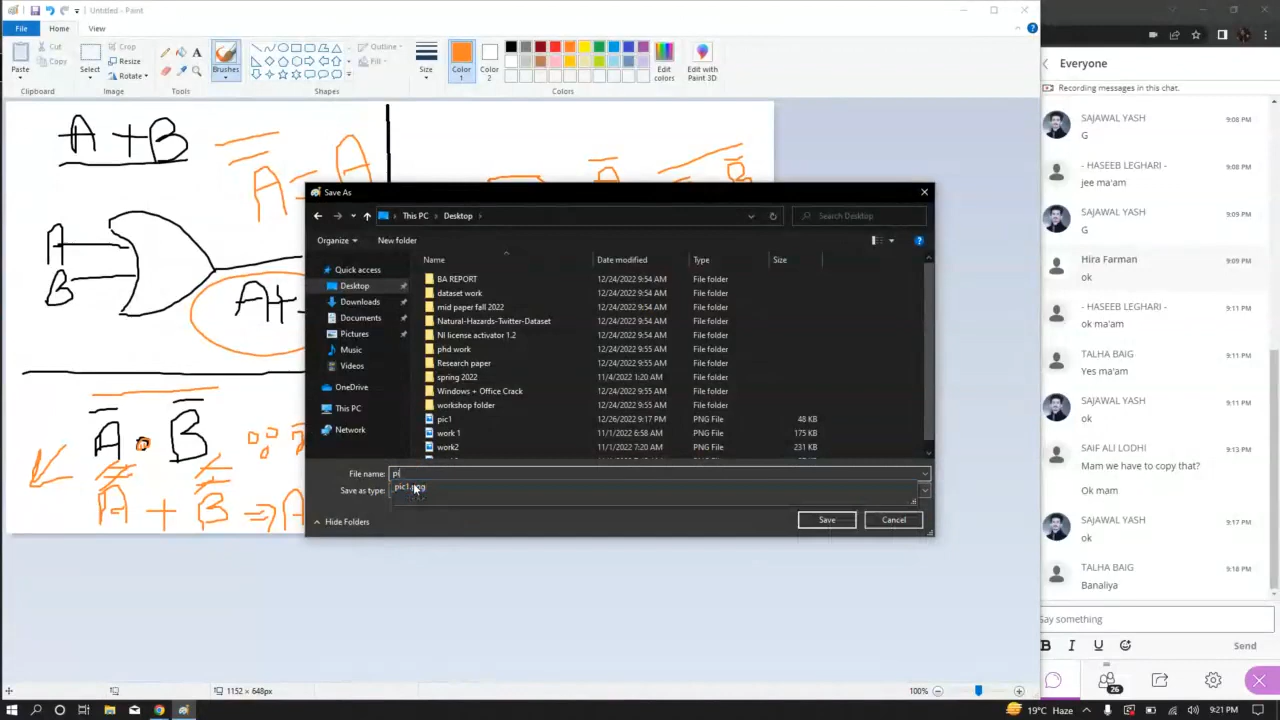 Untitled - Paint
File
Home
View
Paste
Cut
Copy
Clipboard
Select
Crop
Resize
Rotate
Image
Tools
Brushes
Shapes
Outline
Fill
Size
Color 1
Color 2
Edit colors
Edit with Paint 3D
Colors
A + B
A = A
A
B
A+
A . B
A + B ⇒ A
Save As
This PC
Desktop
Search Desktop
Organize
New folder
Name
Date modified
Type
Size
Quick access
Desktop
Downloads
Documents
Pictures
Music
Videos
OneDrive
This PC
Network
BA REPORT 12/24/2022 9:54 AM File folder
dataset work 12/24/2022 9:54 AM File folder
mid paper fall 2022 12/24/2022 9:54 AM File folder
Natural-Hazards-Twitter-Dataset 12/24/2022 9:54 AM File folder
NI license activator 1.2 12/24/2022 9:54 AM File folder
phd work 12/24/2022 9:55 AM File folder
Research paper 12/24/2022 9:55 AM File folder
spring 2022 11/4/2022 1:20 AM File folder
Windows + Office Crack 12/24/2022 9:55 AM File folder
workshop folder 12/24/2022 9:55 AM File folder
pic1 12/26/2022 9:17 PM PNG File 48 KB
work 1 11/1/2022 6:58 AM PNG File 175 KB
work2 11/1/2022 7:20 AM PNG File 441 KB
File name: pi
pic1.png
Save as type:
Hide Folders
Save
Cancel
1152 × 648px
100%
Everyone
Recording messages in this chat.
SAJAWAL YASH 9:08 PM
G
- HASEEB LEGHARI - 9:08 PM
jee ma'am
SAJAWAL YASH 9:09 PM
G
Hira Farman 9:09 PM
ok
- HASEEB LEGHARI - 9:11 PM
ok ma'am
TALHA BAIG 9:11 PM
Yes ma'am
SAJAWAL YASH 9:11 PM
ok
SAIF ALI LODHI 9:13 PM
Mam we have to copy that?
Ok mam
SAJAWAL YASH 9:17 PM
ok
TALHA BAIG 9:18 PM
Banaliya
Say something
B I U
Send
26
19°C Haze
9:21 PM